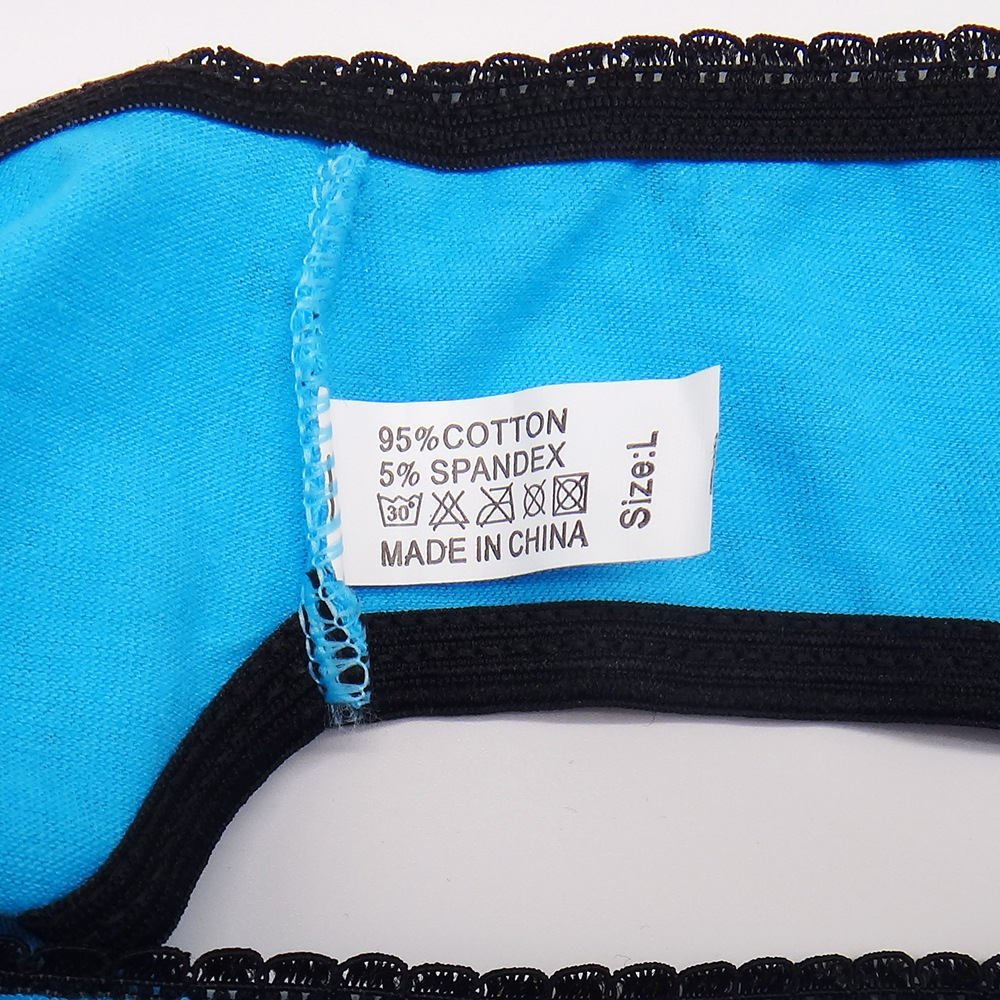 95%COTTON
5% SPANDEX
30°
MADE IN CHINA
Size:L